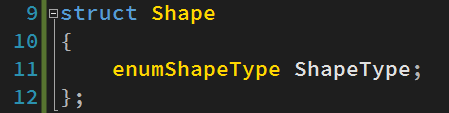 9 struct Shape
10 {
11 enumShapeType ShapeType;
12 };